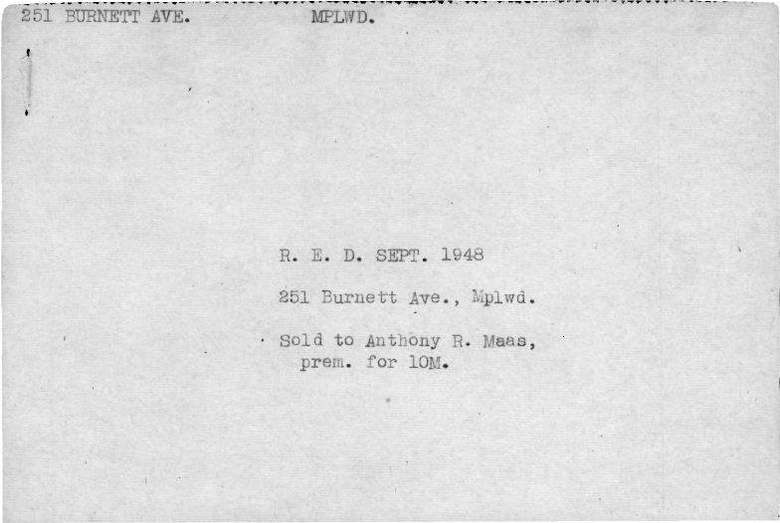 251 BURNETT AVE. MPLWD.
R. E. D. SEPT. 1948
251 Burnett Ave., Mplwd.
Sold to Anthony R. Maas,
prem. for 10M.